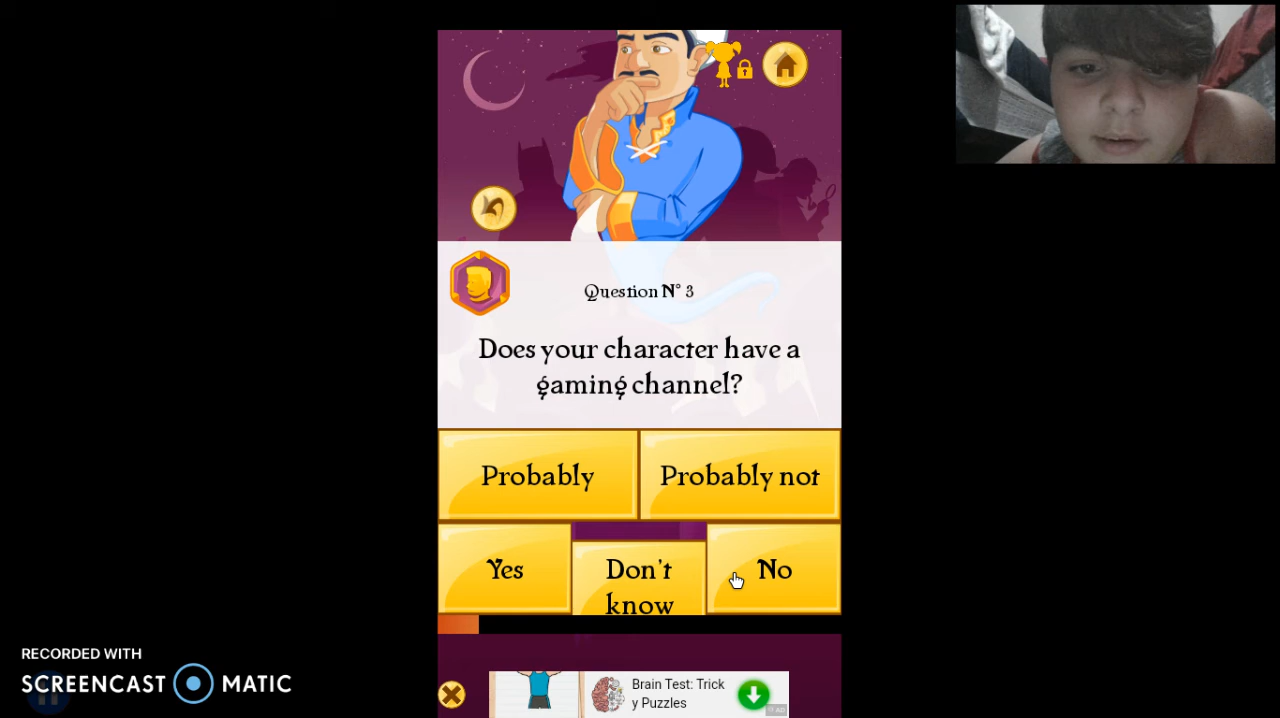 Question N° 3
Does your character have a
gaming channel?
Probably
Probably not
Yes
Don't
know
No
RECORDED WITH
SCREENCAST MATIC
Brain Test: Trick
y Puzzles
AD